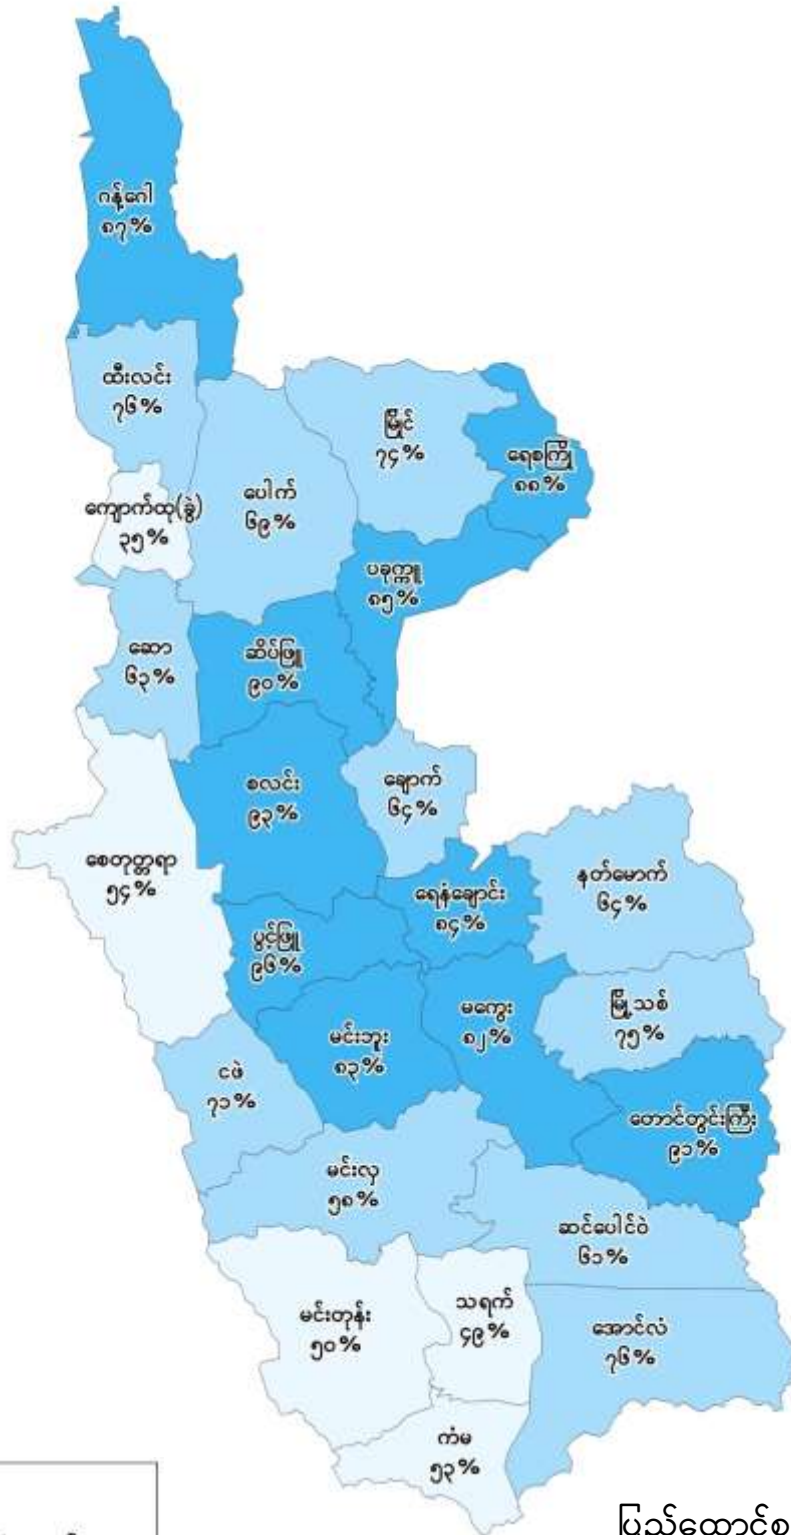 ဂန့်ဂေါ
၈၇%
ထီးလင်း
၇၆%
မြိုင်
၇၄%
ရေစကြို
၈၈%
ကျောက်ထု(ခွဲ)
၃၅%
ပေါက်
၆၉%
ပခုက္ကူ
၈၅%
ဆော
၆၃%
ဆိပ်ဖြူ
၉၀%
စလင်း
၉၃%
ချောက်
၆၄%
စေတုတ္တရာ
၅၄%
ရေနံချောင်း
၈၄%
နတ်မောက်
၆၄%
ပွင့်ဖြူ
၉၆%
မင်းဘူး
၈၃%
မကွေး
၈၂%
မြို့သစ်
၇၅%
ငဖဲ
၇၁%
တောင်တွင်းကြီး
၉၁%
မင်းလှ
၅၈%
ဆင်ပေါင်ဝဲ
၆၁%
မင်းတုန်း
၅၀%
သရက်
၄၉%
အောင်လံ
၇၆%
ကံမ
၅၃%
ပြည်ထောင်စု